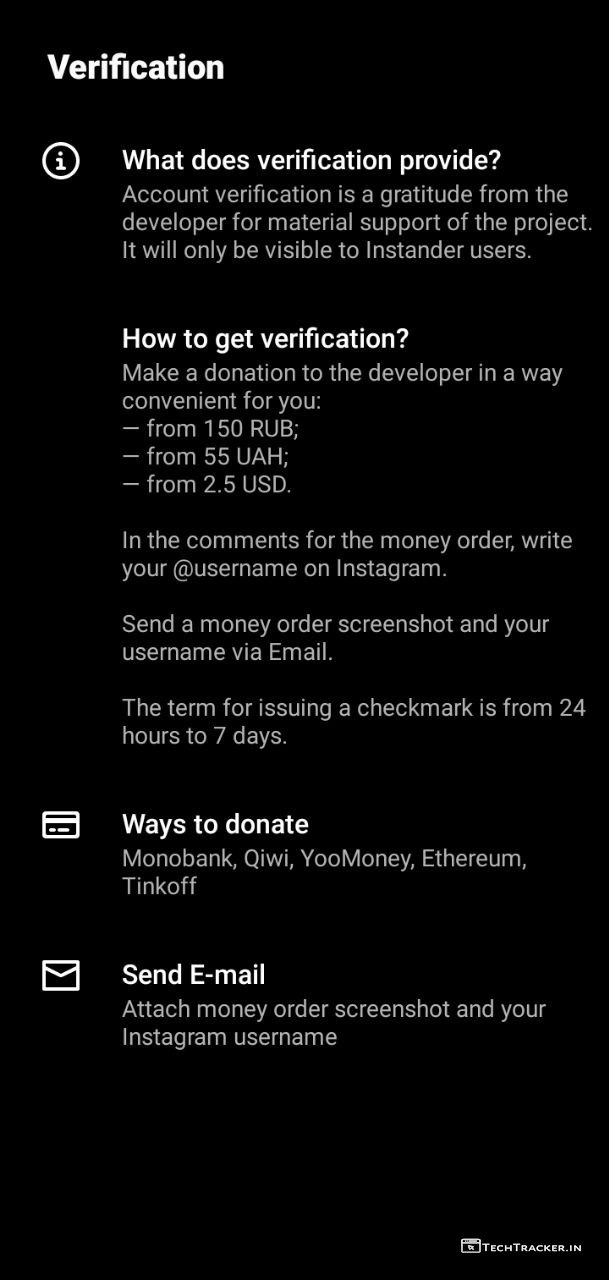 Verification
What does verification provide?
Account verification is a gratitude from the
developer for material support of the project.
It will only be visible to Instander users.
How to get verification?
Make a donation to the developer in a way
convenient for you:
— from 150 RUB;
— from 55 UAH;
— from 2.5 USD.
In the comments for the money order, write
your @username on Instagram.
Send a money order screenshot and your
username via Email.
The term for issuing a checkmark is from 24
hours to 7 days.
Ways to donate
Monobank, Qiwi, YooMoney, Ethereum,
Tinkoff
Send E-mail
Attach money order screenshot and your
Instagram username
TechTracker.in